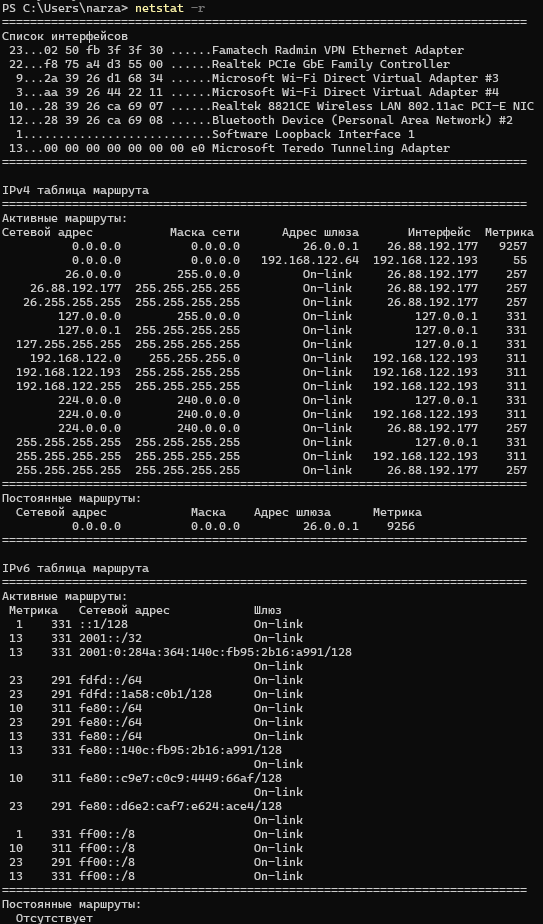 PS C:\Users\narza> netstat -r
===========================================================================
Список интерфейсов
 23...02 50 fb 3f 3f 30 ......Famatech Radmin VPN Ethernet Adapter
 22...f8 75 a4 d3 55 00 ......Realtek PCIe GbE Family Controller
  9...2a 39 26 d1 68 34 ......Microsoft Wi-Fi Direct Virtual Adapter #3
  3...aa 39 26 44 22 11 ......Microsoft Wi-Fi Direct Virtual Adapter #4
 10...28 39 26 ca 69 07 ......Realtek 8821CE Wireless LAN 802.11ac PCI-E NIC
 12...28 39 26 ca 69 08 ......Bluetooth Device (Personal Area Network) #2
  1...........................Software Loopback Interface 1
 13...00 00 00 00 00 00 00 e0 Microsoft Teredo Tunneling Adapter
===========================================================================

IPv4 таблица маршрута
===========================================================================
Активные маршруты:
Сетевой адрес           Маска сети      Адрес шлюза       Интерфейс  Метрика
          0.0.0.0          0.0.0.0         26.0.0.1    26.88.192.177   9257
          0.0.0.0          0.0.0.0   192.168.122.64  192.168.122.193     55
         26.0.0.0        255.0.0.0         On-link     26.88.192.177    257
    26.88.192.177  255.255.255.255         On-link     26.88.192.177    257
   26.255.255.255  255.255.255.255         On-link     26.88.192.177    257
        127.0.0.0        255.0.0.0         On-link         127.0.0.1    331
        127.0.0.1  255.255.255.255         On-link         127.0.0.1    331
  127.255.255.255  255.255.255.255         On-link         127.0.0.1    331
    192.168.122.0    255.255.255.0         On-link   192.168.122.193    311
  192.168.122.193  255.255.255.255         On-link   192.168.122.193    311
  192.168.122.255  255.255.255.255         On-link   192.168.122.193    311
        224.0.0.0        240.0.0.0         On-link         127.0.0.1    331
        224.0.0.0        240.0.0.0         On-link   192.168.122.193    311
        224.0.0.0        240.0.0.0         On-link     26.88.192.177    257
  255.255.255.255  255.255.255.255         On-link         127.0.0.1    331
  255.255.255.255  255.255.255.255         On-link   192.168.122.193    311
  255.255.255.255  255.255.255.255         On-link     26.88.192.177    257
===========================================================================
Постоянные маршруты:
  Сетевой адрес            Маска    Адрес шлюза      Метрика
          0.0.0.0          0.0.0.0         26.0.0.1    9256
===========================================================================

IPv6 таблица маршрута
===========================================================================
Активные маршруты:
 Метрика   Сетевой адрес            Шлюз
  1    331 ::1/128                  On-link
 13    331 2001::/32                On-link
 13    331 2001:0:284a:364:140c:fb95:2b16:a991/128
                                    On-link
 23    291 fdfd::/64                On-link
 23    291 fdfd::1a58:c0b1/128      On-link
 10    311 fe80::/64                On-link
 23    291 fe80::/64                On-link
 13    331 fe80::/64                On-link
 13    331 fe80::140c:fb95:2b16:a991/128
                                    On-link
 10    311 fe80::c9e7:c0c9:4449:66af/128
                                    On-link
 23    291 fe80::d6e2:caf7:e624:ace4/128
                                    On-link
  1    331 ff00::/8                 On-link
 10    311 ff00::/8                 On-link
 23    291 ff00::/8                 On-link
 13    331 ff00::/8                 On-link
===========================================================================
Постоянные маршруты:
  Отсутствует